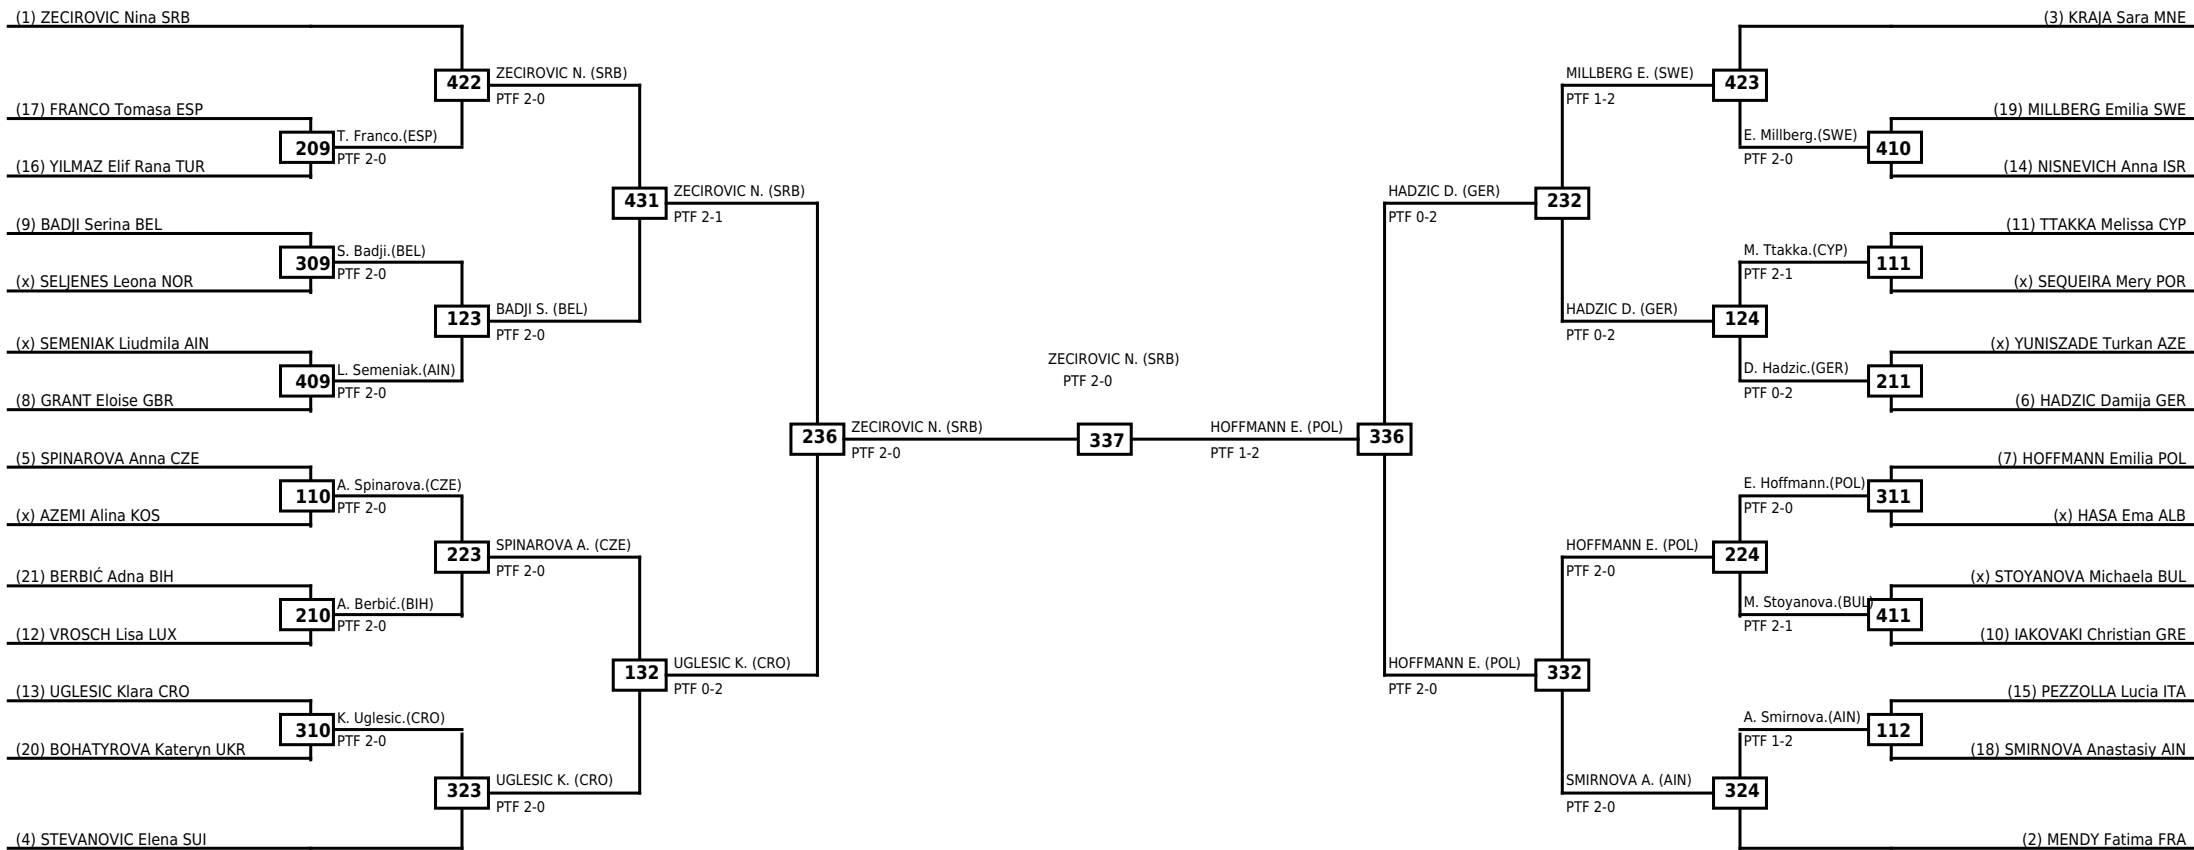 (1) ZECIROVIC Nina SRB
(17) FRANCO Tomasa ESP
(16) YILMAZ Elif Rana TUR
(9) BADJI Serina BEL
(x) SELJENES Leona NOR
(x) SEMENIAK Liudmila AIN
(8) GRANT Eloise GBR
(5) SPINAROVA Anna CZE
(x) AZEMI Alina KOS
(21) BERBIĆ Adna BIH
(12) VROSCH Lisa LUX
(13) UGLESIC Klara CRO
(20) BOHATYROVA Kateryn UKR
(4) STEVANOVIC Elena SUI
209
T. Franco.(ESP)
PTF 2-0
309
S. Badji.(BEL)
PTF 2-0
409
L. Semeniak.(AIN)
PTF 2-0
110
A. Spinarova.(CZE)
PTF 2-0
210
A. Berbić.(BIH)
PTF 2-0
310
K. Uglesic.(CRO)
PTF 2-0
422
ZECIROVIC N. (SRB)
PTF 2-0
123
BADJI S. (BEL)
PTF 2-0
223
SPINAROVA A. (CZE)
PTF 2-0
323
UGLESIC K. (CRO)
PTF 2-0
431
ZECIROVIC N. (SRB)
PTF 2-1
132
UGLESIC K. (CRO)
PTF 0-2
236
ZECIROVIC N. (SRB)
PTF 2-0
ZECIROVIC N. (SRB)
PTF 2-0
337
HOFFMANN E. (POL)
PTF 1-2
336
HADZIC D. (GER)
PTF 0-2
232
HOFFMANN E. (POL)
PTF 2-0
332
MILLBERG E. (SWE)
PTF 1-2
423
HADZIC D. (GER)
PTF 0-2
124
HOFFMANN E. (POL)
PTF 2-0
224
SMIRNOVA A. (AIN)
PTF 2-0
324
E. Millberg.(SWE)
PTF 2-0
410
M. Ttakka.(CYP)
PTF 2-1
111
D. Hadzic.(GER)
PTF 0-2
211
E. Hoffmann.(POL)
PTF 2-0
311
M. Stoyanova.(BUL)
PTF 2-1
411
A. Smirnova.(AIN)
PTF 1-2
112
(3) KRAJA Sara MNE
(19) MILLBERG Emilia SWE
(14) NISNEVICH Anna ISR
(11) TTAKKA Melissa CYP
(x) SEQUEIRA Mery POR
(x) YUNISZADE Turkan AZE
(6) HADZIC Damija GER
(7) HOFFMANN Emilia POL
(x) HASA Ema ALB
(x) STOYANOVA Michaela BUL
(10) IAKOVAKI Christian GRE
(15) PEZZOLLA Lucia ITA
(18) SMIRNOVA Anastasiy AIN
(2) MENDY Fatima FRA